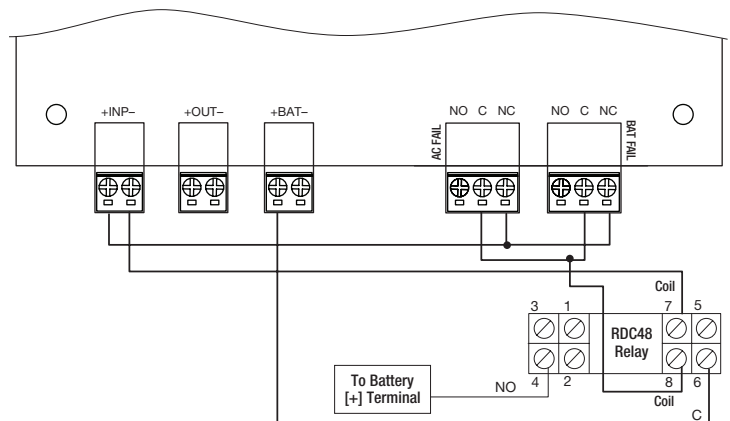 +INP– +OUT– +BAT– NO C NC NO C NC
AC FAIL
BAT FAIL
Coil
3 1 7 5
RDC48
Relay
4 2 8 6
To Battery
[+] Terminal
NO
Coil
C